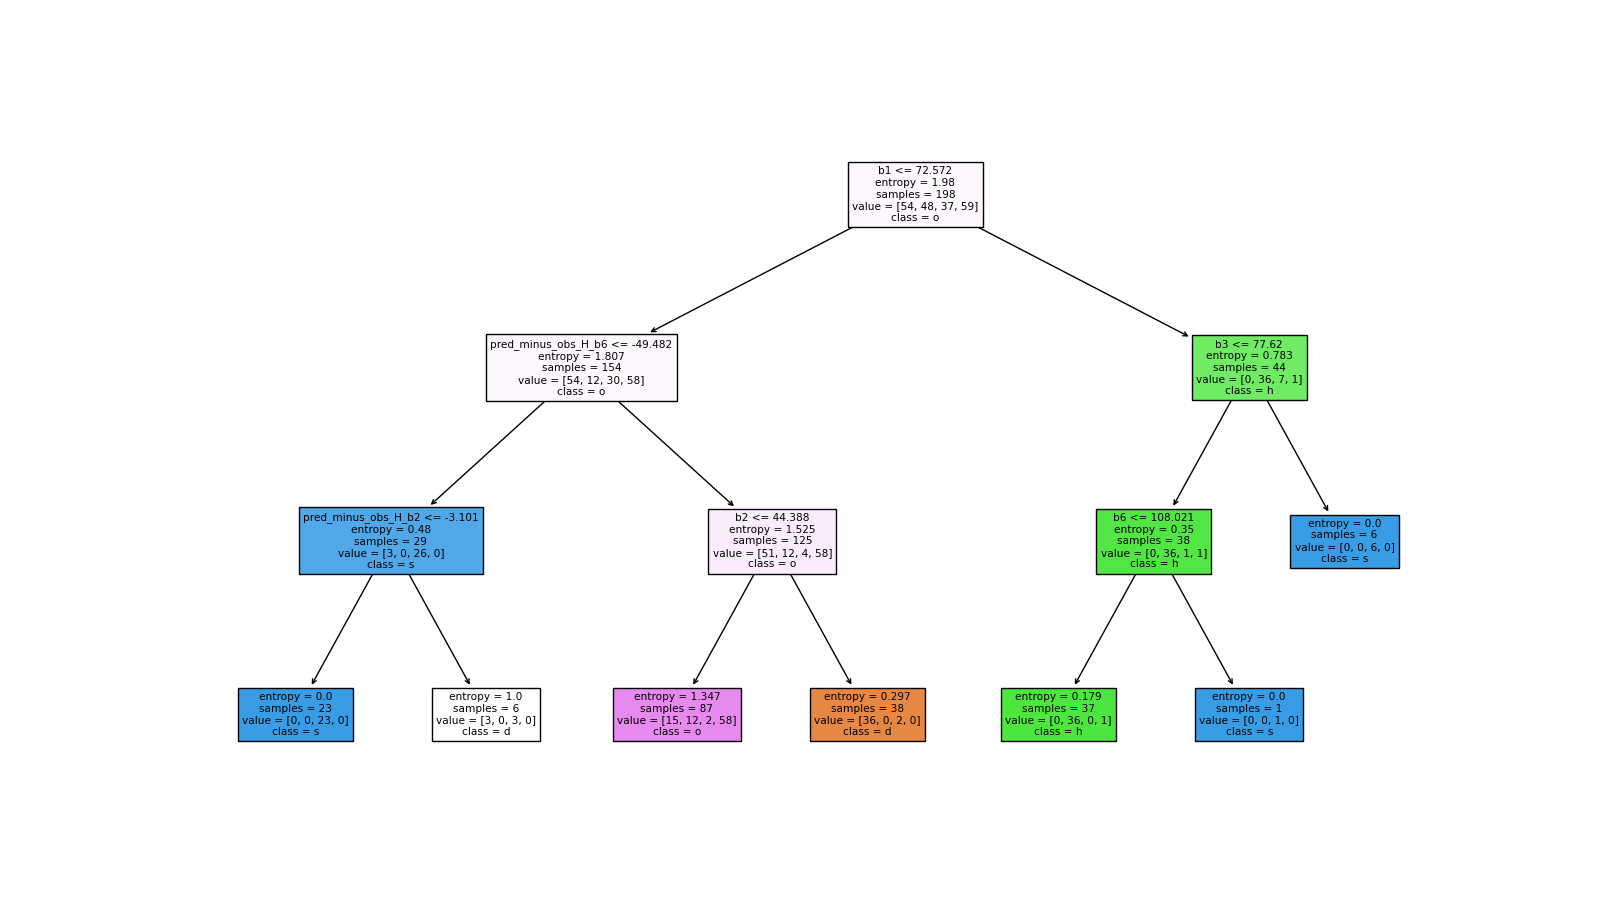 b1 <= 72.572
entropy = 1.98
samples = 198
value = [54, 48, 37, 59]
class = o
pred_minus_obs_H_b6 <= -49.482
entropy = 1.807
samples = 154
value = [54, 12, 30, 58]
class = o
b3 <= 77.62
entropy = 0.783
samples = 44
value = [0, 36, 7, 1]
class = h
pred_minus_obs_H_b2 <= -3.101
entropy = 0.48
samples = 29
value = [3, 0, 26, 0]
class = s
b2 <= 44.388
entropy = 1.525
samples = 125
value = [51, 12, 4, 58]
class = o
b6 <= 108.021
entropy = 0.35
samples = 38
value = [0, 36, 1, 1]
class = h
entropy = 0.0
samples = 6
value = [0, 0, 6, 0]
class = s
entropy = 0.0
samples = 23
value = [0, 0, 23, 0]
class = s
entropy = 1.0
samples = 6
value = [3, 0, 3, 0]
class = d
entropy = 1.347
samples = 87
value = [15, 12, 2, 58]
class = o
entropy = 0.297
samples = 38
value = [36, 0, 2, 0]
class = d
entropy = 0.179
samples = 37
value = [0, 36, 0, 1]
class = h
entropy = 0.0
samples = 1
value = [0, 0, 1, 0]
class = s